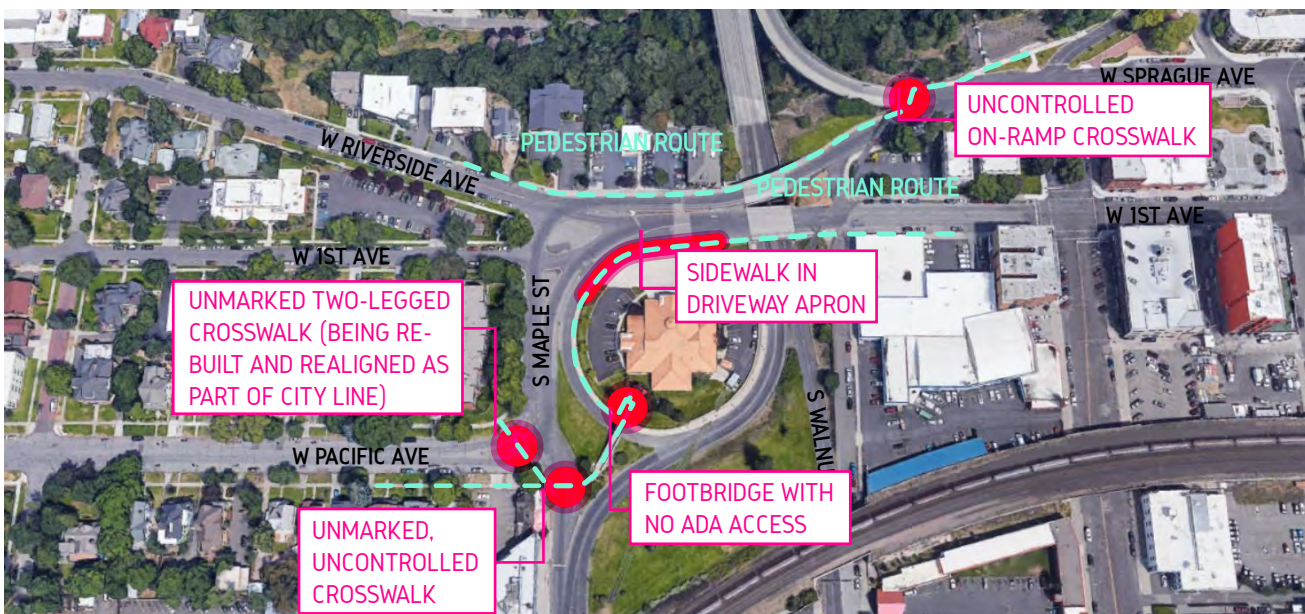 W SPRAGUE AVE
UNCONTROLLED
ON-RAMP CROSSWALK
PEDESTRIAN ROUTE
W RIVERSIDE AVE
PEDESTRIAN ROUTE
W 1ST AVE
W 1ST AVE
SIDEWALK IN
DRIVEWAY APRON
UNMARKED TWO-LEGGED
CROSSWALK (BEING RE-
BUILT AND REALIGNED AS
PART OF CITY LINE)
S MAPLE ST
S WALNU
W PACIFIC AVE
FOOTBRIDGE WITH
NO ADA ACCESS
UNMARKED,
UNCONTROLLED
CROSSWALK